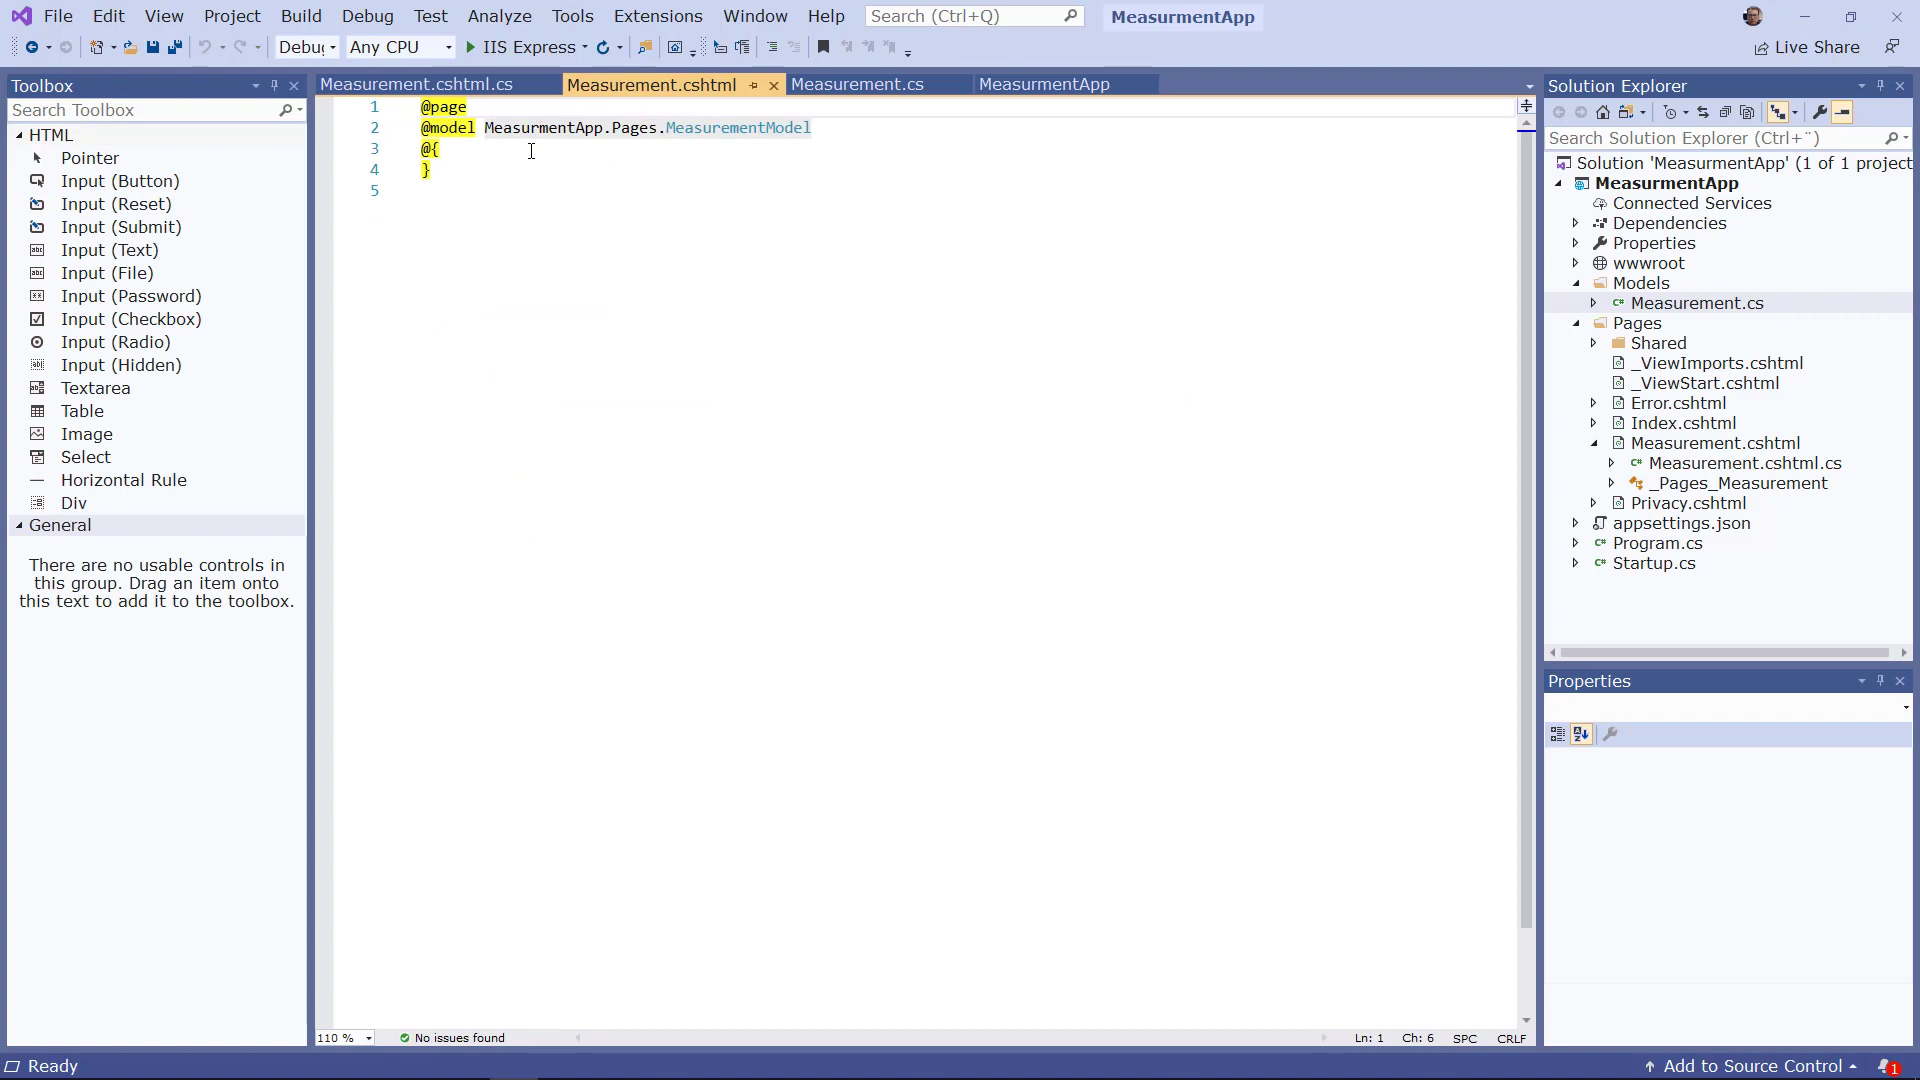 File Edit View Project Build Debug Test Analyze Tools Extensions Window Help Search (Ctrl+Q) MeasurmentApp
Debug Any CPU IIS Express Live Share
Toolbox
Search Toolbox
HTML
Pointer
Input (Button)
Input (Reset)
Input (Submit)
Input (Text)
Input (File)
Input (Password)
Input (Checkbox)
Input (Radio)
Input (Hidden)
Textarea
Table
Image
Select
Horizontal Rule
Div
General
There are no usable controls in
this group. Drag an item onto
this text to add it to the toolbox.
Measurement.cshtml.cs Measurement.cshtml Measurement.cs MeasurmentApp
1 @page
2 @model MeasurmentApp.Pages.MeasurementModel
3 @{
4 }
5
110 % No issues found Ln: 1 Ch: 6 SPC CRLF
Solution Explorer
Search Solution Explorer (Ctrl+¨)
Solution 'MeasurmentApp' (1 of 1 project
MeasurmentApp
Connected Services
Dependencies
Properties
wwwroot
Models
Measurement.cs
Pages
Shared
_ViewImports.cshtml
_ViewStart.cshtml
Error.cshtml
Index.cshtml
Measurement.cshtml
Measurement.cshtml.cs
_Pages_Measurement
Privacy.cshtml
appsettings.json
Program.cs
Startup.cs
Properties
Ready Add to Source Control 1